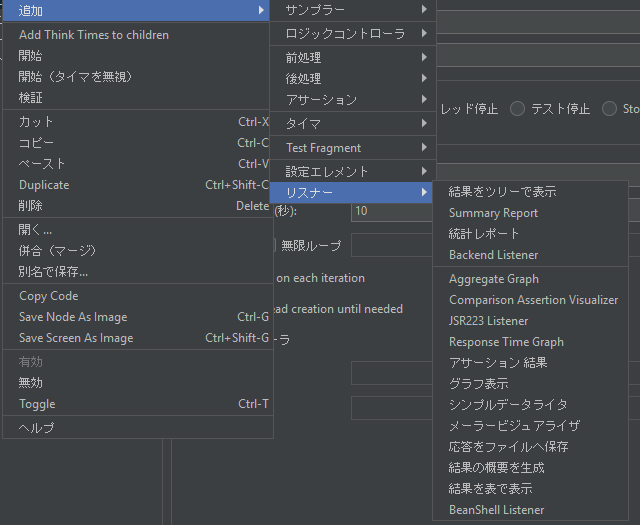 追加
Add Think Times to children
開始
開始（タイマを無視）
検証
カット Ctrl-X
コピー Ctrl-C
ペースト Ctrl-V
Duplicate Ctrl+Shift-C
削除 Delete
開く...
併合（マージ）
別名で保存...
Copy Code
Save Node As Image Ctrl-G
Save Screen As Image Ctrl+Shift-G
有効
無効
Toggle Ctrl-T
ヘルプ
サンプラー
ロジックコントローラ
前処理
後処理
アサーション
タイマ
Test Fragment
設定エレメント
リスナー
レッド停止 テスト停止 Sto
(秒): 10
無限ループ
on each iteration
ad creation until needed
ーラ
結果をツリーで表示
Summary Report
統計レポート
Backend Listener
Aggregate Graph
Comparison Assertion Visualizer
JSR223 Listener
Response Time Graph
アサーション 結果
グラフ表示
シンプルデータライタ
メーラービジュアライザ
応答をファイルへ保存
結果の概要を生成
結果を表で表示
BeanShell Listener